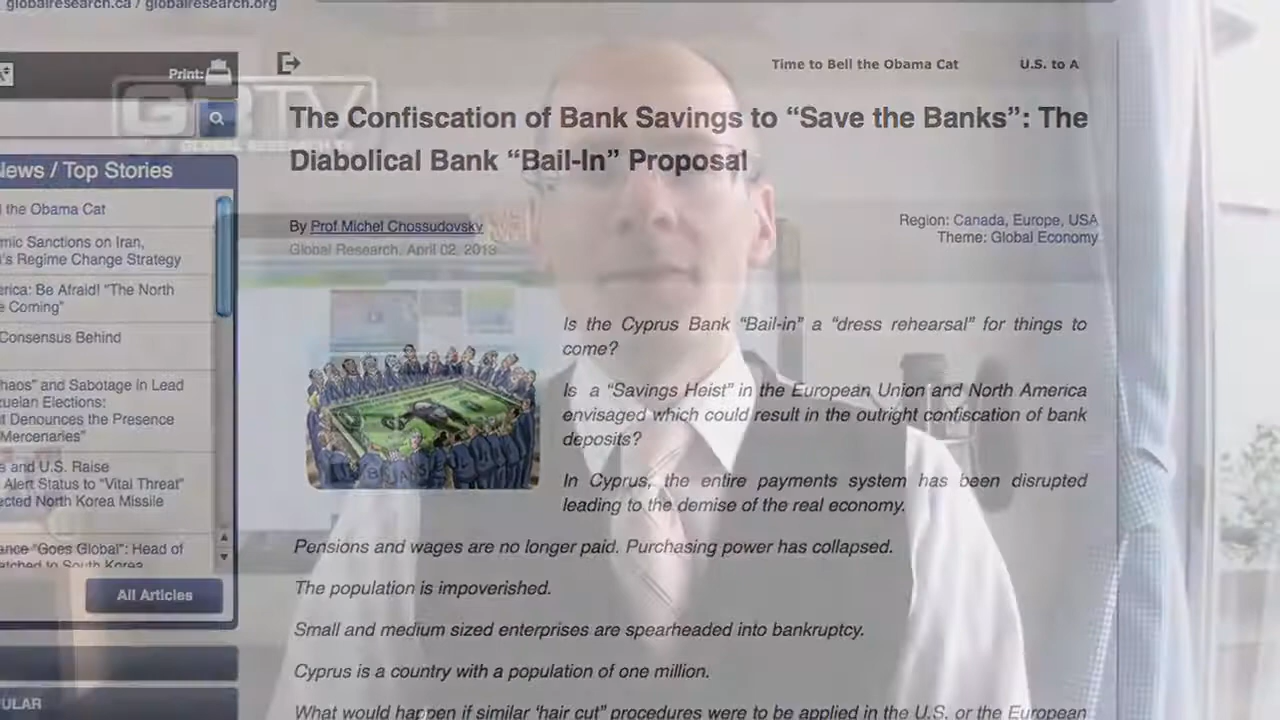 globalresearch.ca / globalresearch.org
Print:
Time to Bell the Obama Cat
U.S. to A
GRTV
GLOBAL RESEARCH TV
The Confiscation of Bank Savings to “Save the Banks”: The
Diabolical Bank “Bail-In” Proposal
By Prof Michel Chossudovsky
Global Research, April 02, 2013
Region: Canada, Europe, USA
Theme: Global Economy
News / Top Stories
l the Obama Cat
mic Sanctions on Iran,
's Regime Change Strategy
erica: Be Afraid! "The North
e Coming"
Consensus Behind
haos" and Sabotage in Lead
zuelan Elections:
t Denounces the Presence
Mercenaries"
s and U.S. Raise
Alert Status to "Vital Threat"
ected North Korea Missile
ance "Goes Global": Head of
atched to South Korea
All Articles
ULAR
Is the Cyprus Bank “Bail-in” a “dress rehearsal” for things to
come?
Is a “Savings Heist” in the European Union and North America
envisaged which could result in the outright confiscation of bank
deposits?
In Cyprus, the entire payments system has been disrupted
leading to the demise of the real economy.
Pensions and wages are no longer paid. Purchasing power has collapsed.
The population is impoverished.
Small and medium sized enterprises are spearheaded into bankruptcy.
Cyprus is a country with a population of one million.
What would happen if similar ‘hair cut” procedures were to be applied in the U.S. or the European